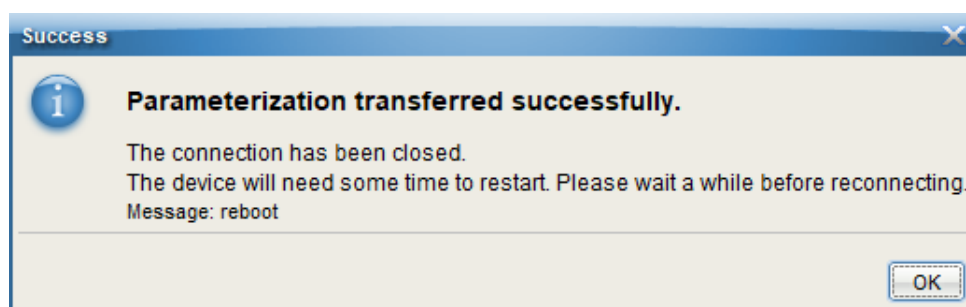 Success
Parameterization transferred successfully.
The connection has been closed.
The device will need some time to restart. Please wait a while before reconnecting.
Message: reboot
OK